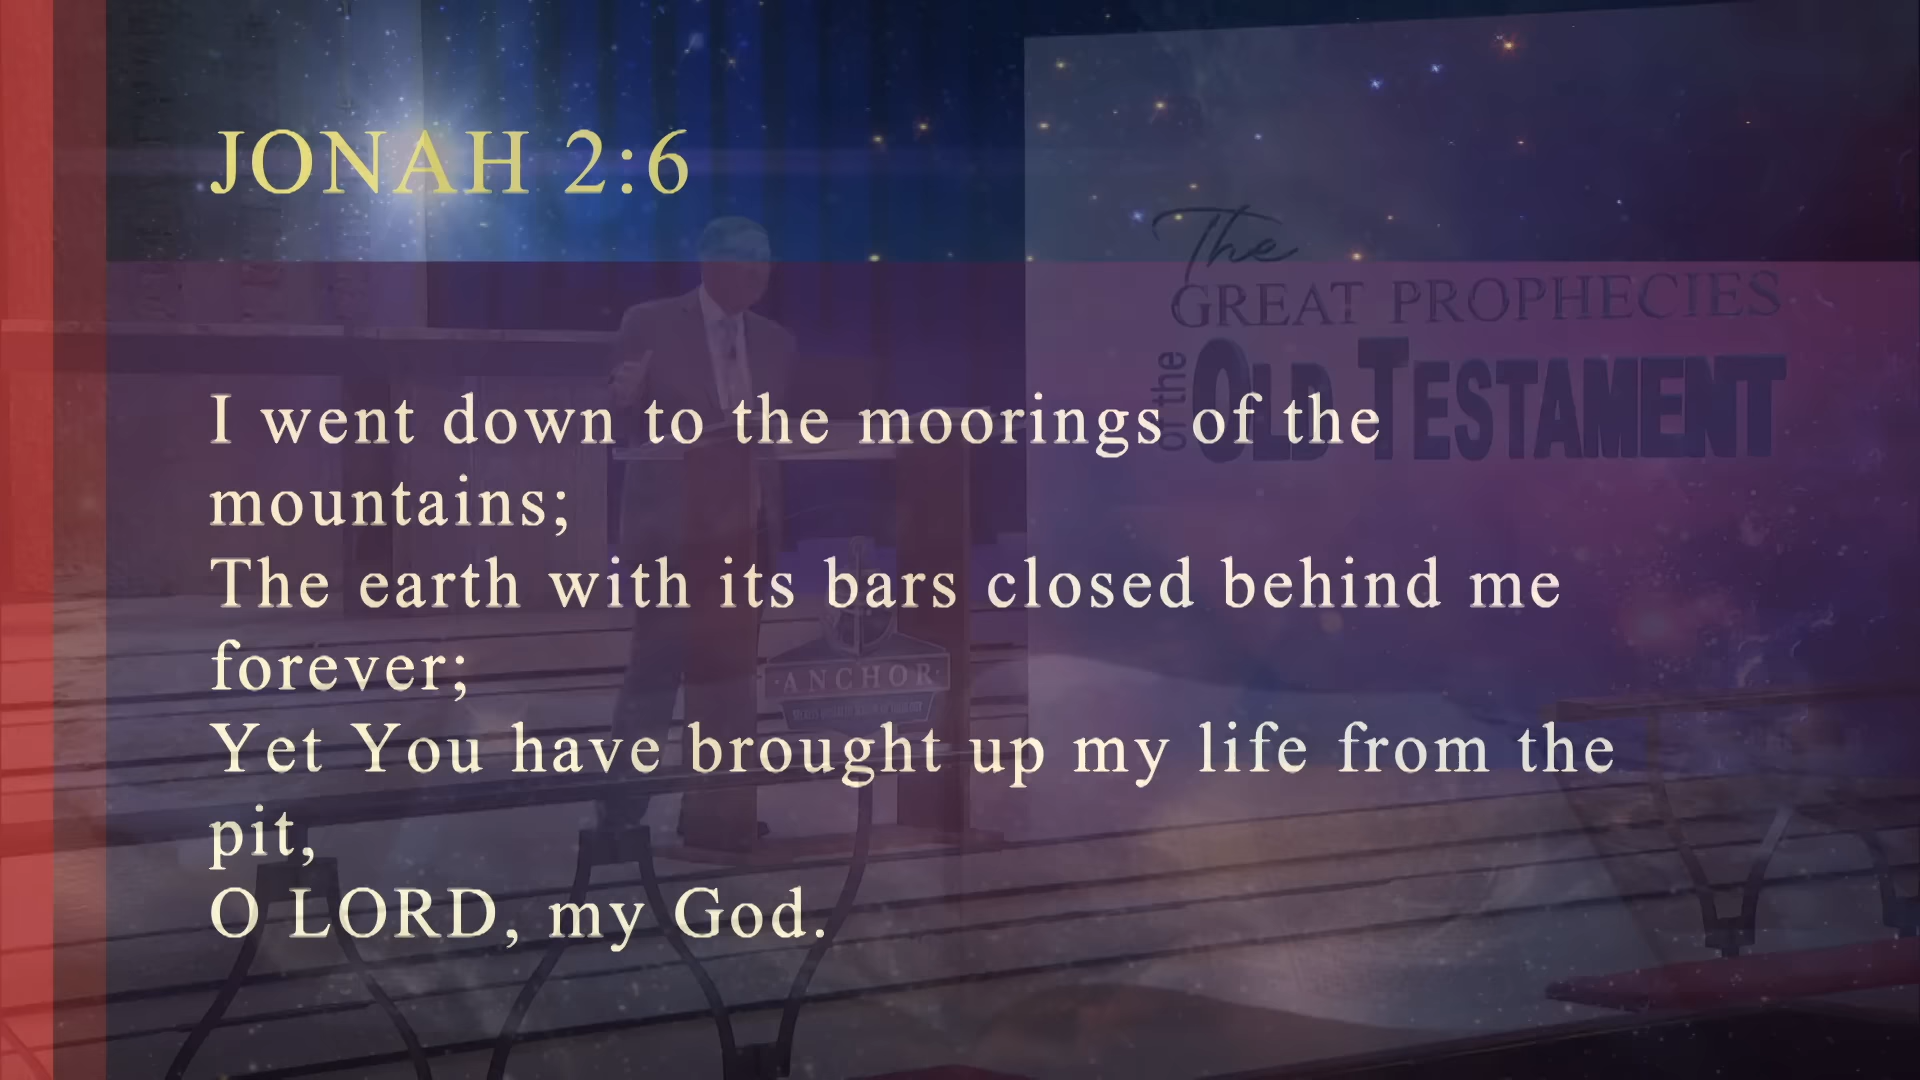 JONAH 2:6
The
GREAT PROPHECIES
of the
OLD TESTAMENT
I went down to the moorings of the
mountains;
The earth with its bars closed behind me
forever;
Yet You have brought up my life from the
pit,
O LORD, my God.
·ANCHOR·